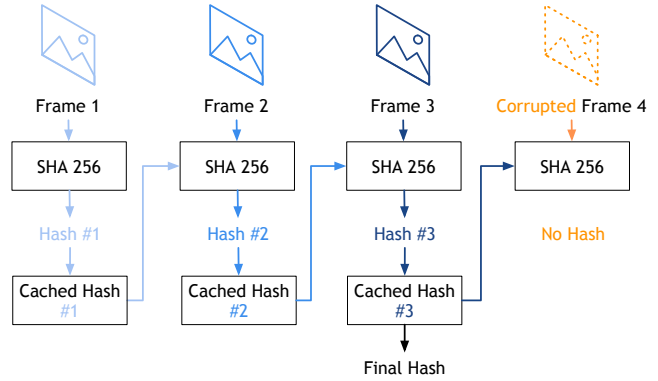 Frame 1
Frame 2
Frame 3
Corrupted Frame 4
SHA 256
SHA 256
SHA 256
SHA 256
Hash #1
Hash #2
Hash #3
No Hash
Cached Hash
#1
Cached Hash
#2
Cached Hash
#3
Final Hash